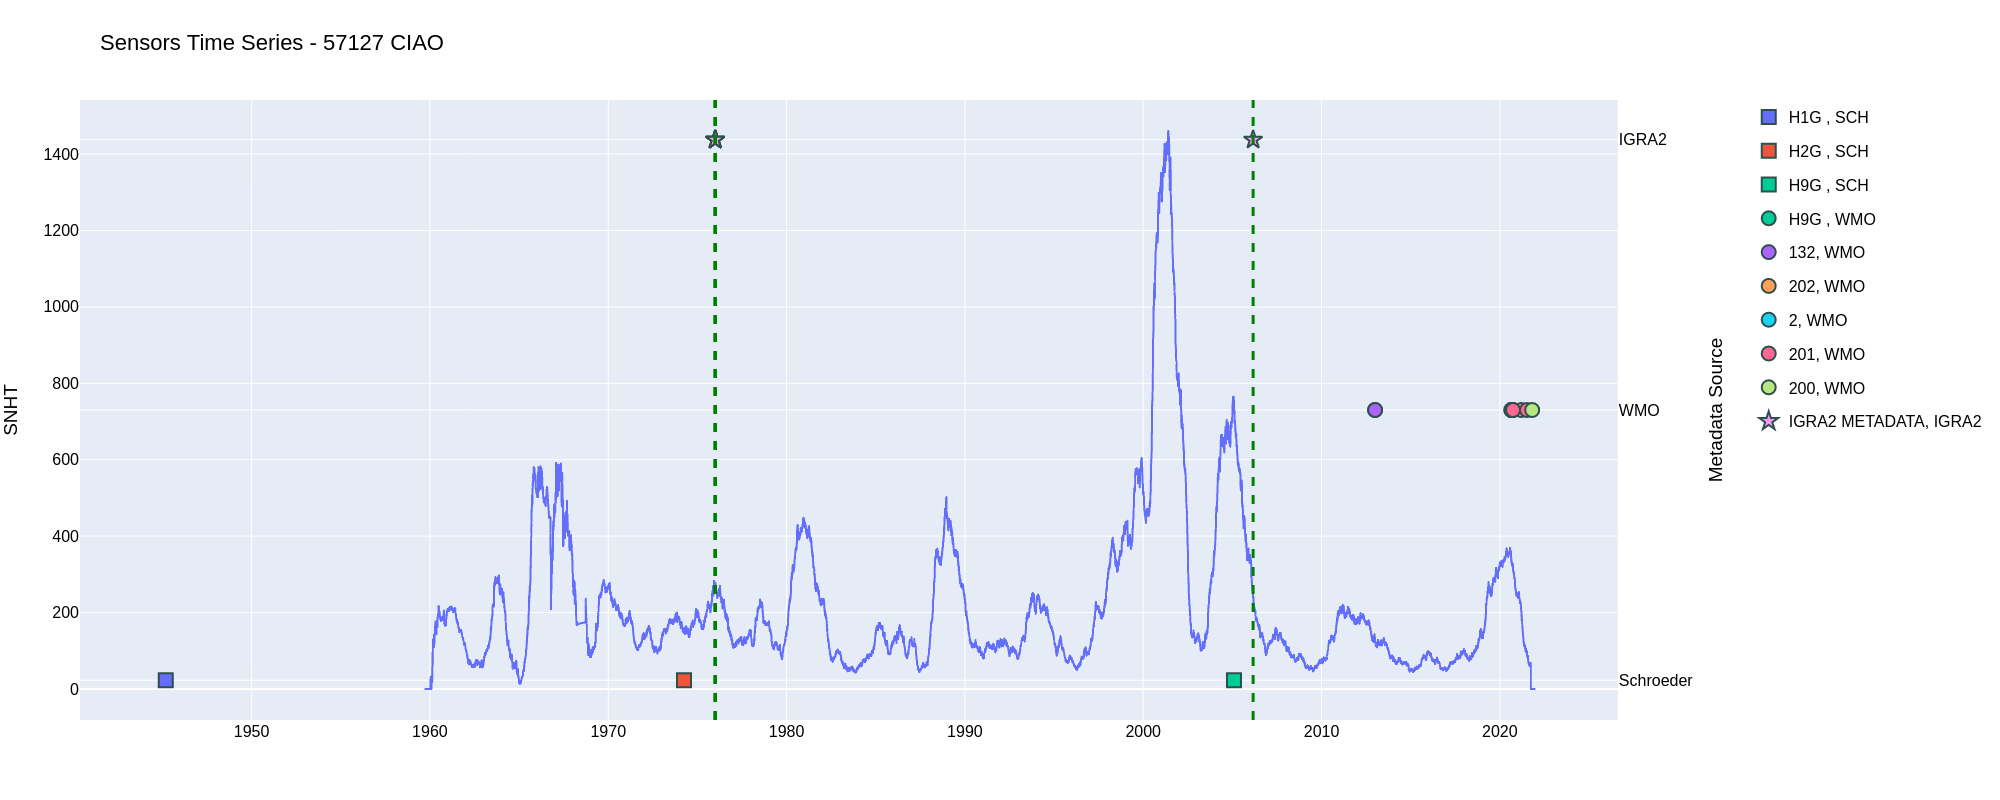 Sensors Time Series - 57127 CIAO
SNHT
1400
1200
1000
800
600
400
200
0
1950
1960
1970
1980
1990
2000
2010
2020
IGRA2
WMO
Schroeder
Metadata Source
H1G , SCH
H2G , SCH
H9G , SCH
H9G , WMO
132, WMO
202, WMO
2, WMO
201, WMO
200, WMO
IGRA2 METADATA, IGRA2